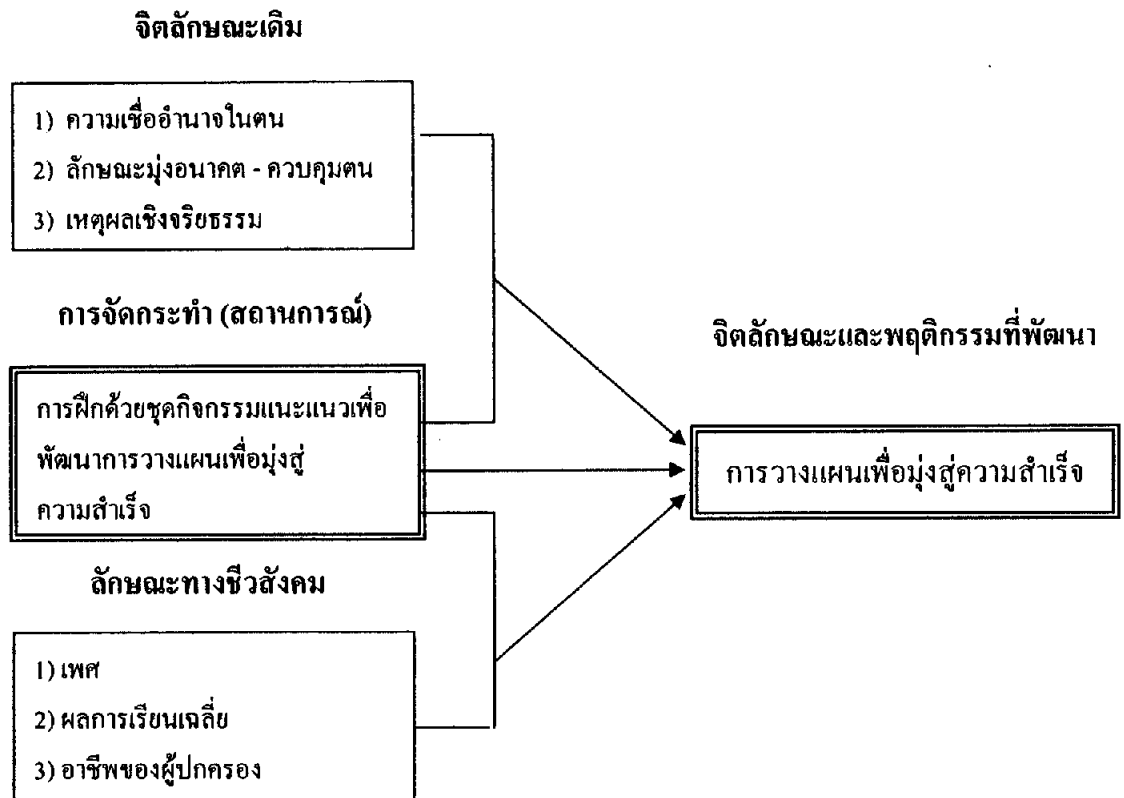 จิตลักษณะเดิม
1) ความเชื่ออำนาจในตน
2) ลักษณะมุ่งอนาคต - ควบคุมตน
3) เหตุผลเชิงจริยธรรม
การจัดกระทำ (สถานการณ์)
การฝึกด้วยชุดกิจกรรมแนะแนวเพื่อ
พัฒนาการวางแผนเพื่อมุ่งสู่
ความสำเร็จ
ลักษณะทางชีวสังคม
1) เพศ
2) ผลการเรียนเฉลี่ย
3) อาชีพของผู้ปกครอง
จิตลักษณะและพฤติกรรมที่พัฒนา
การวางแผนเพื่อมุ่งสู่ความสำเร็จ